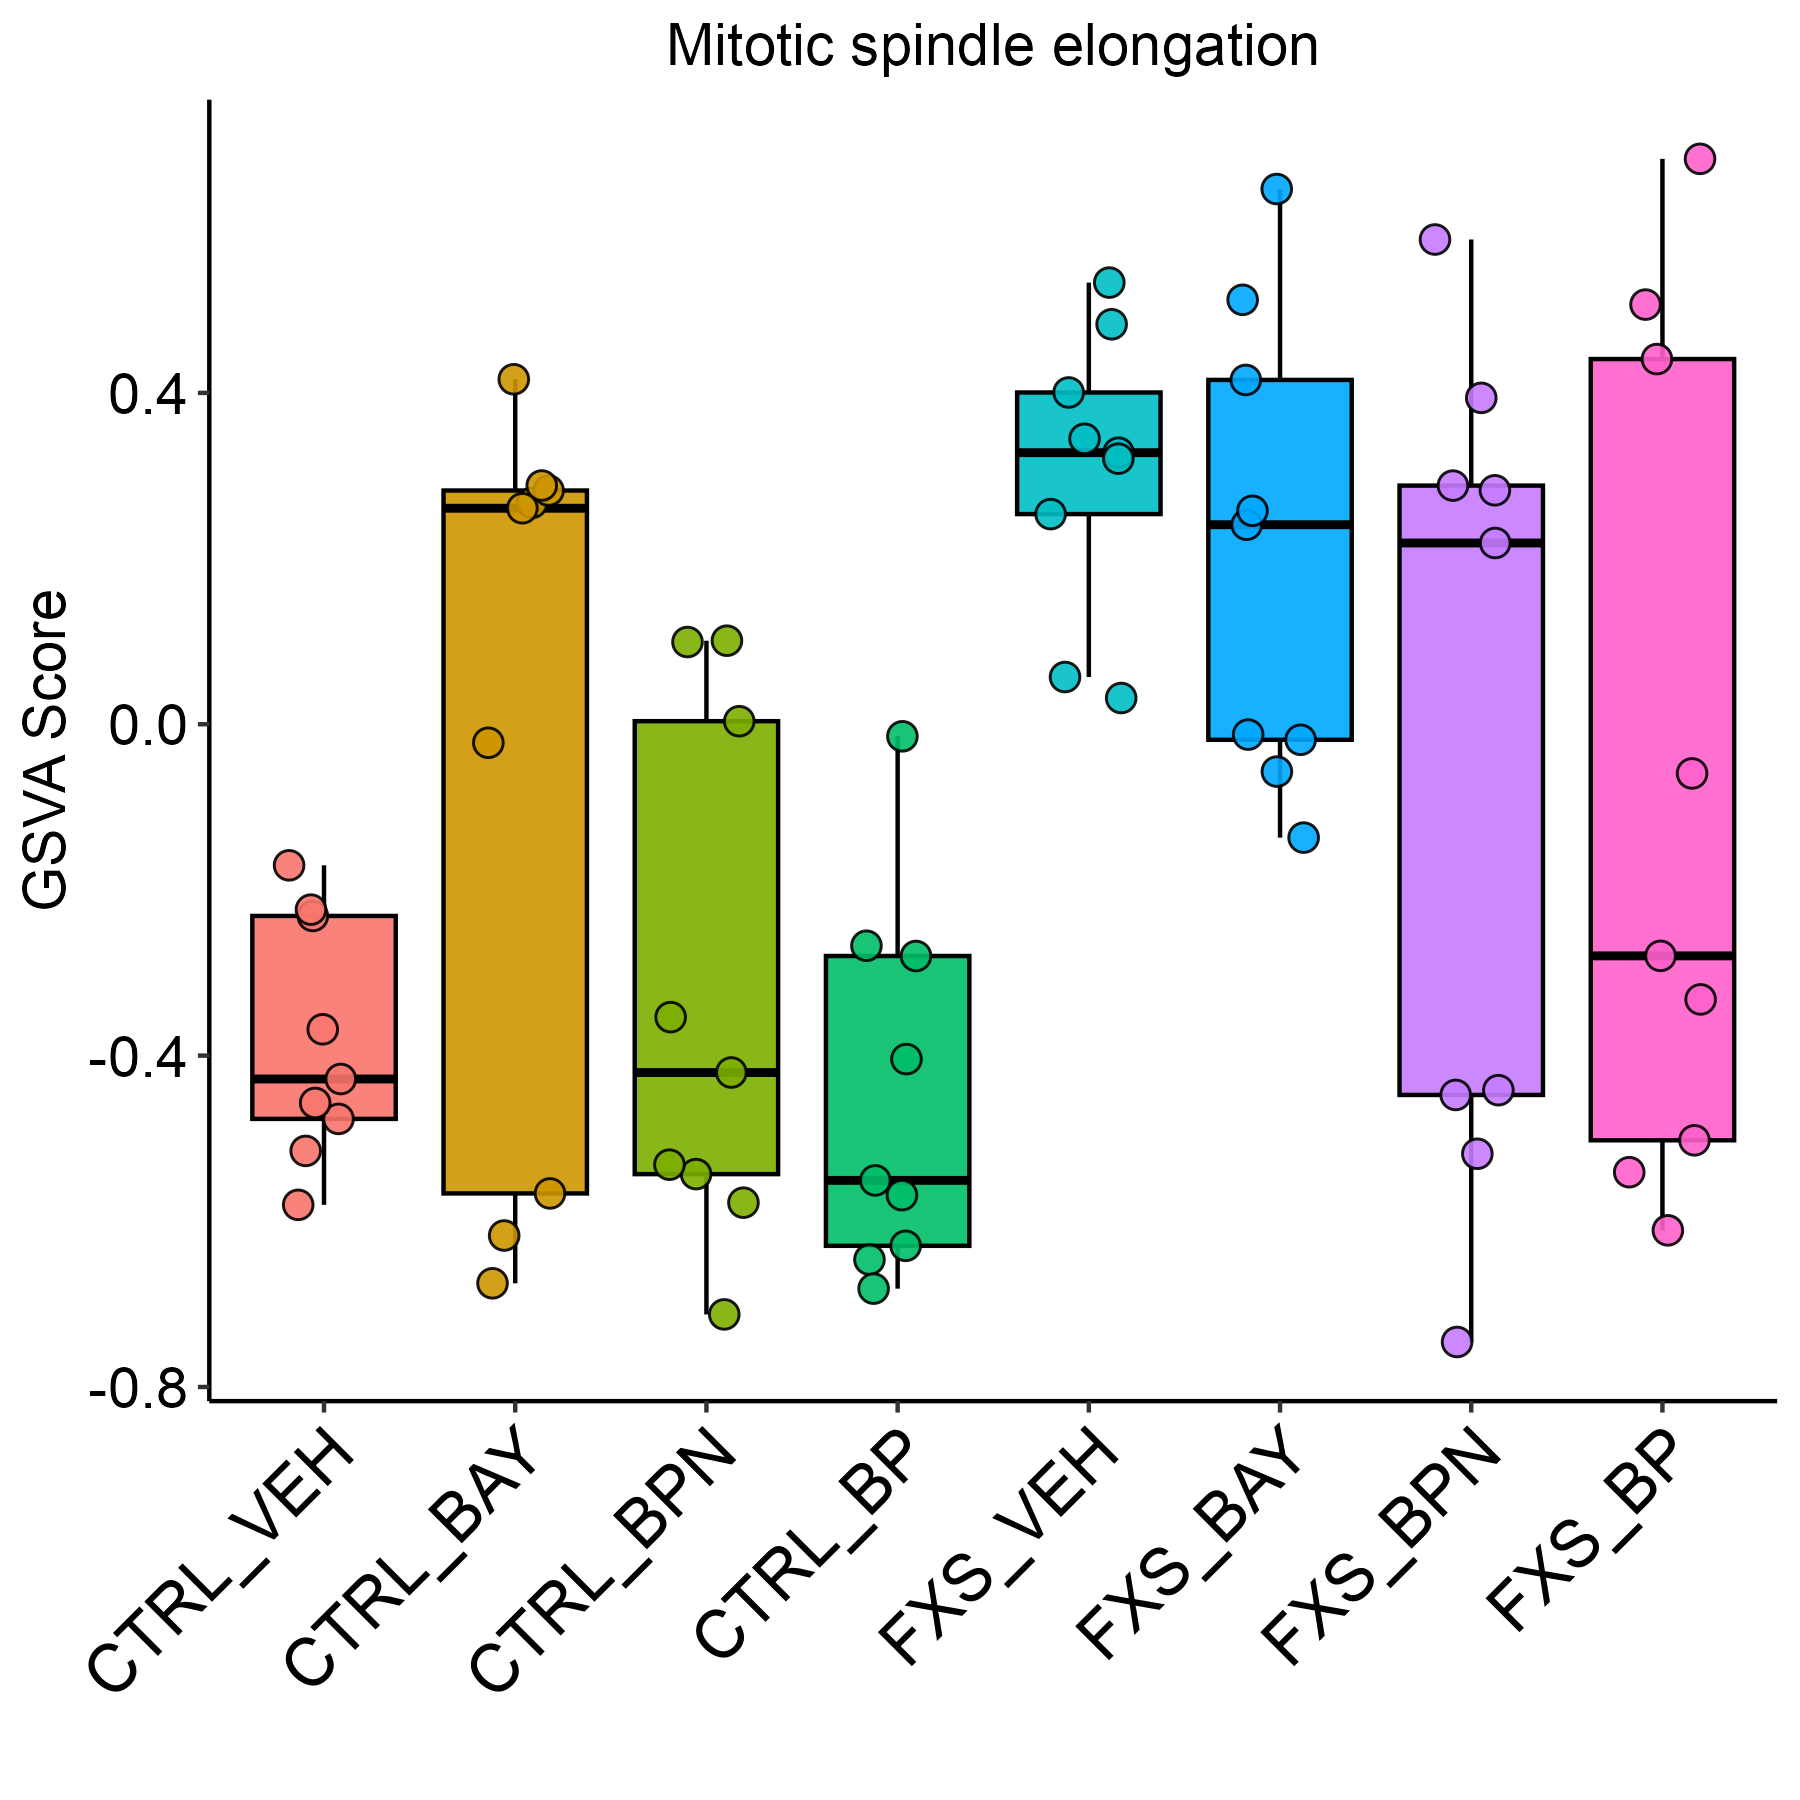 Mitotic spindle elongation
GSVA Score
0.4
0.0
-0.4
-0.8
CTRL_VEH
CTRL_BAY
CTRL_BPN
CTRL_BP
FXS_VEH
FXS_BAY
FXS_BPN
FXS_BP